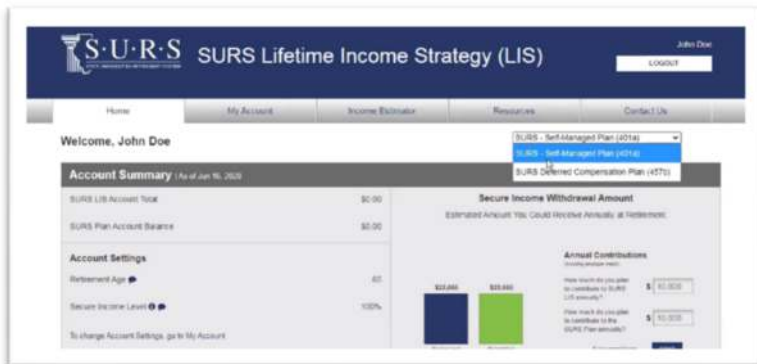 S·U·R·S
SURS Lifetime Income Strategy (LIS)
John Doe
LOGOUT
Home
My Account
Income Estimator
Resources
Contact Us
Welcome, John Doe
SURS - Self-Managed Plan (401a)
SURS - Self-Managed Plan (401a)
SURS Deferred Compensation Plan (457b)
Account Summary
SURS LIS Account Total $0.00
SURS Plan Account Balance $0.00
Account Settings
Retirement Age 65
Secure Income Level 100%
To change Account Settings, go to My Account
Secure Income Withdrawal Amount
Estimated Amount You Could Receive Annually at Retirement
Annual Contributions
How much do you plan
to contribute to SURS
LIS annually?
$ 10,000
How much do you plan
to contribute to the
SURS Plan annually?
$ 10,000